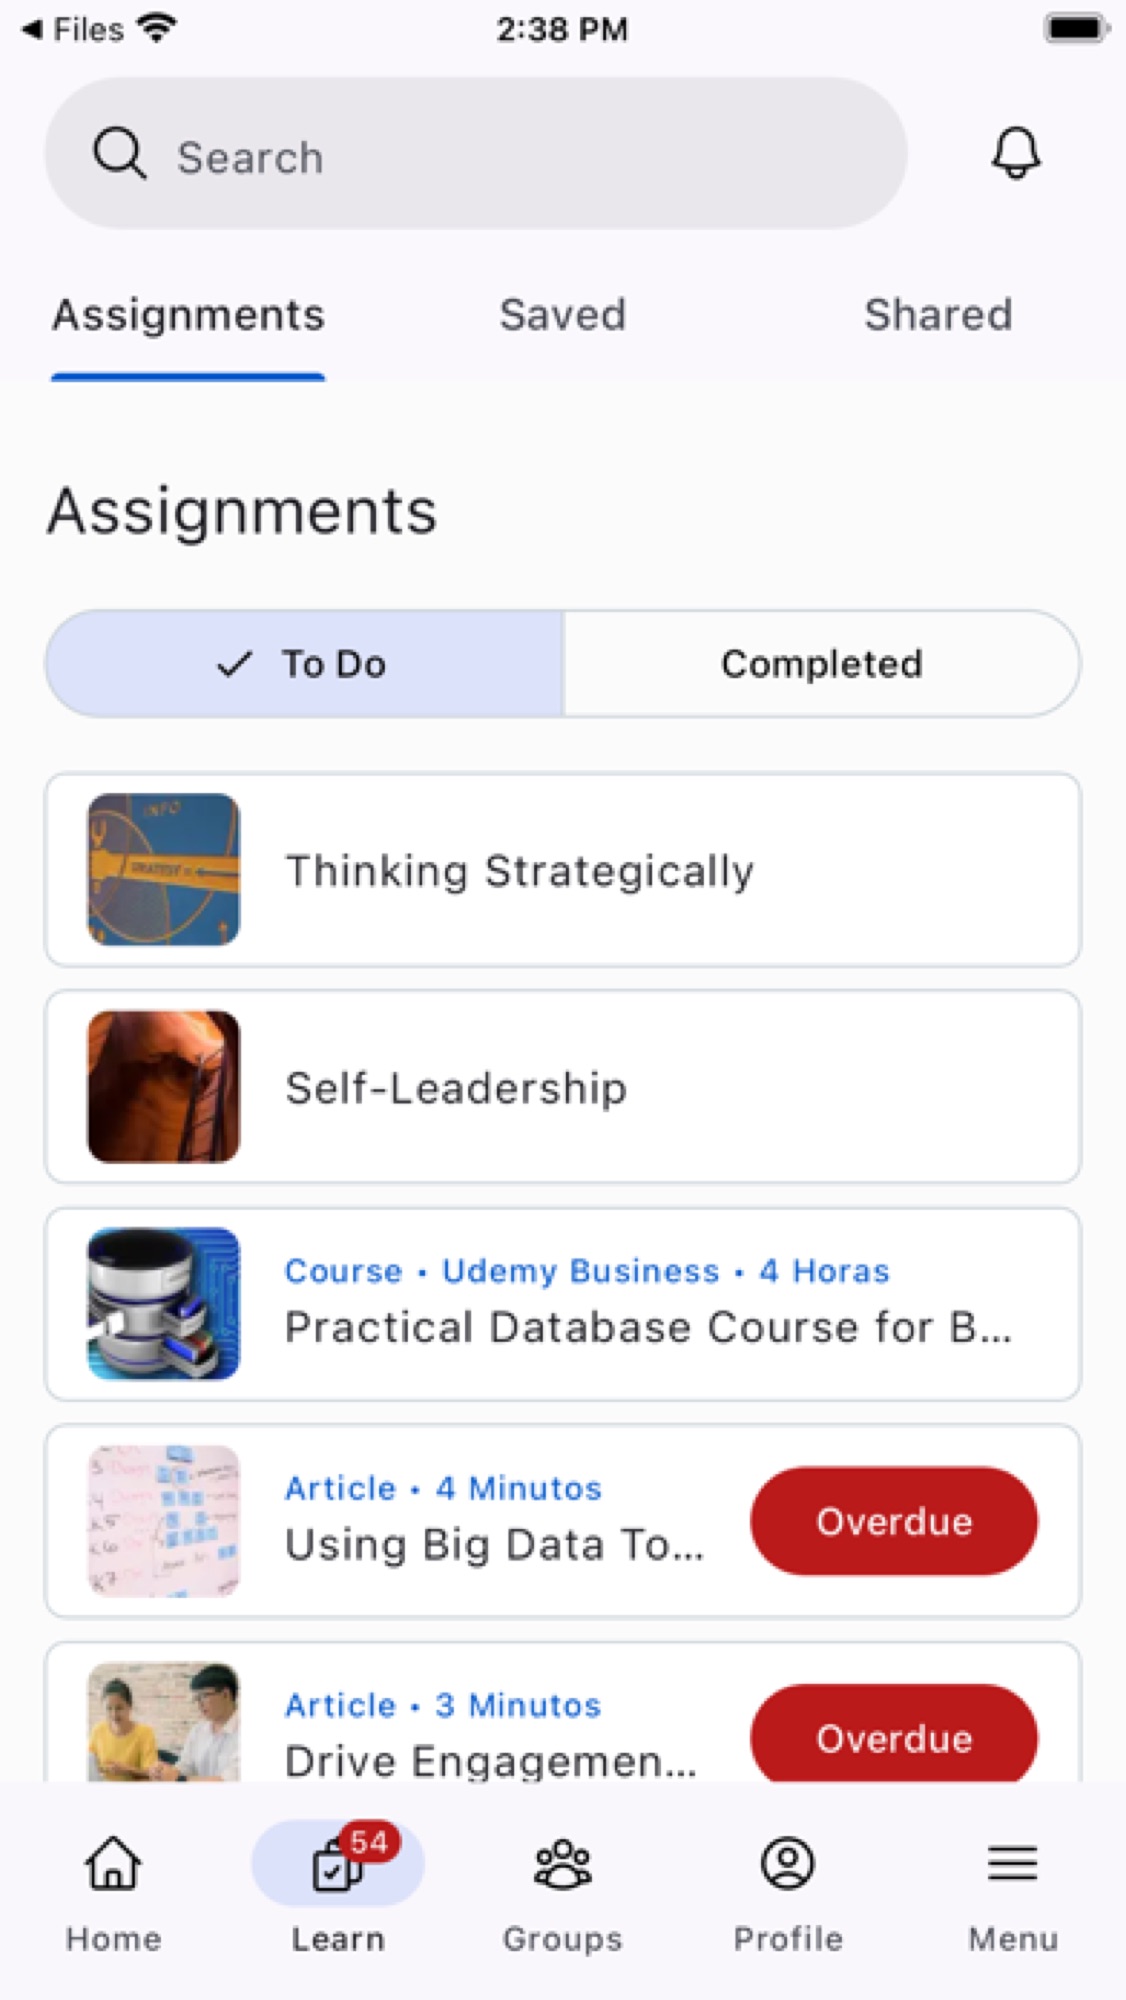 Files
2:38 PM
Search
Assignments
Saved
Shared
Assignments
To Do
Completed
INFO
STRATEGY
Thinking Strategically
Self-Leadership
Course • Udemy Business • 4 Horas
Practical Database Course for B...
Article • 4 Minutos
Using Big Data To...
Overdue
Article • 3 Minutos
Drive Engagemen...
Overdue
54
Home
Learn
Groups
Profile
Menu